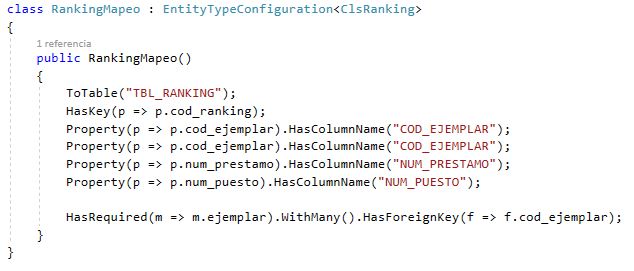 class RankingMapeo : EntityTypeConfiguration<ClsRanking>
{
1 referencia
public RankingMapeo()
{
ToTable("TBL_RANKING");
HasKey(p => p.cod_ranking);
Property(p => p.cod_ejemplar).HasColumnName("COD_EJEMPLAR");
Property(p => p.cod_ejemplar).HasColumnName("COD_EJEMPLAR");
Property(p => p.num_prestamo).HasColumnName("NUM_PRESTAMO");
Property(p => p.num_puesto).HasColumnName("NUM_PUESTO");
HasRequired(m => m.ejemplar).WithMany().HasForeignKey(f => f.cod_ejemplar);
}
}